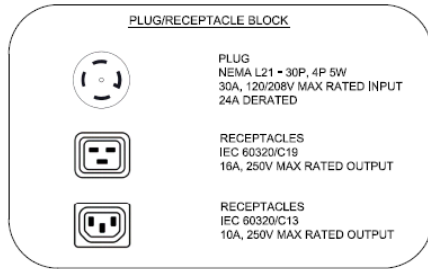 PLUG/RECEPTACLE BLOCK
PLUG
NEMA L21 - 30P, 4P 5W
30A, 120/208V MAX RATED INPUT
24A DERATED
RECEPTACLES
IEC 60320/C19
16A, 250V MAX RATED OUTPUT
RECEPTACLES
IEC 60320/C13
10A, 250V MAX RATED OUTPUT